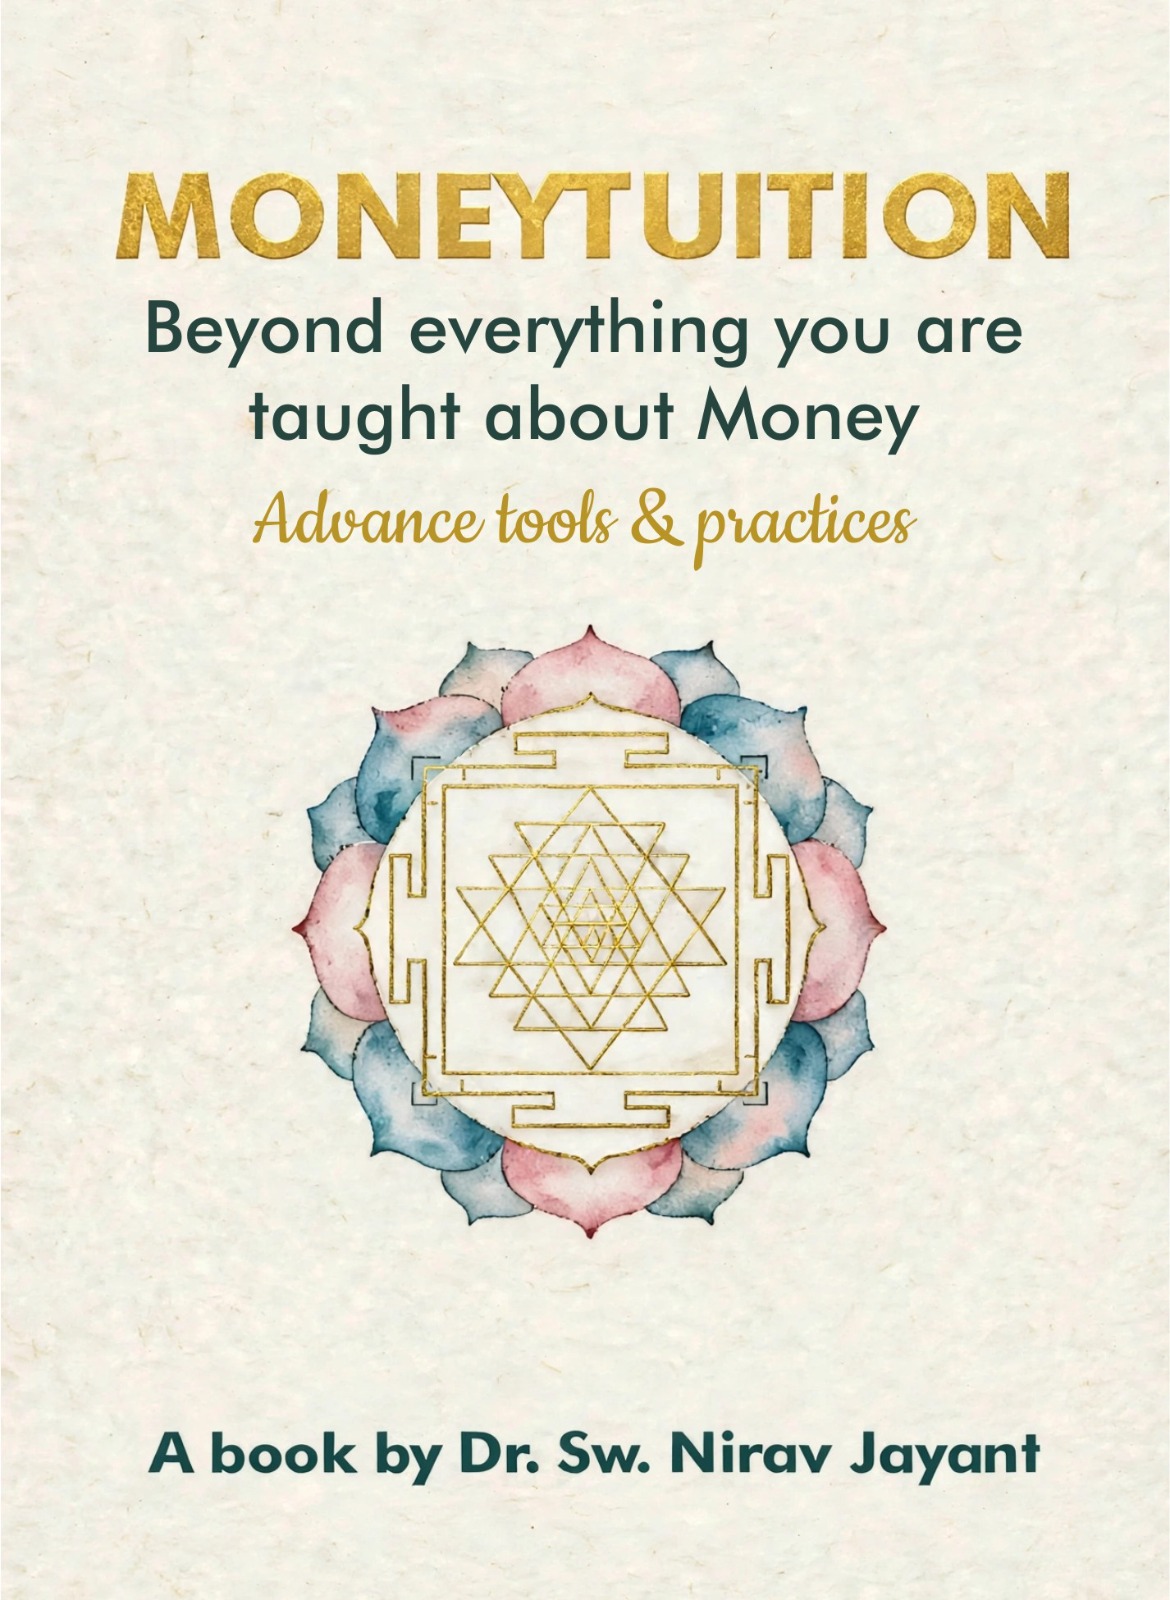 MONEYTUITION
Beyond everything you are
taught about Money
Advance tools & practices
A book by Dr. Sw. Nirav Jayant